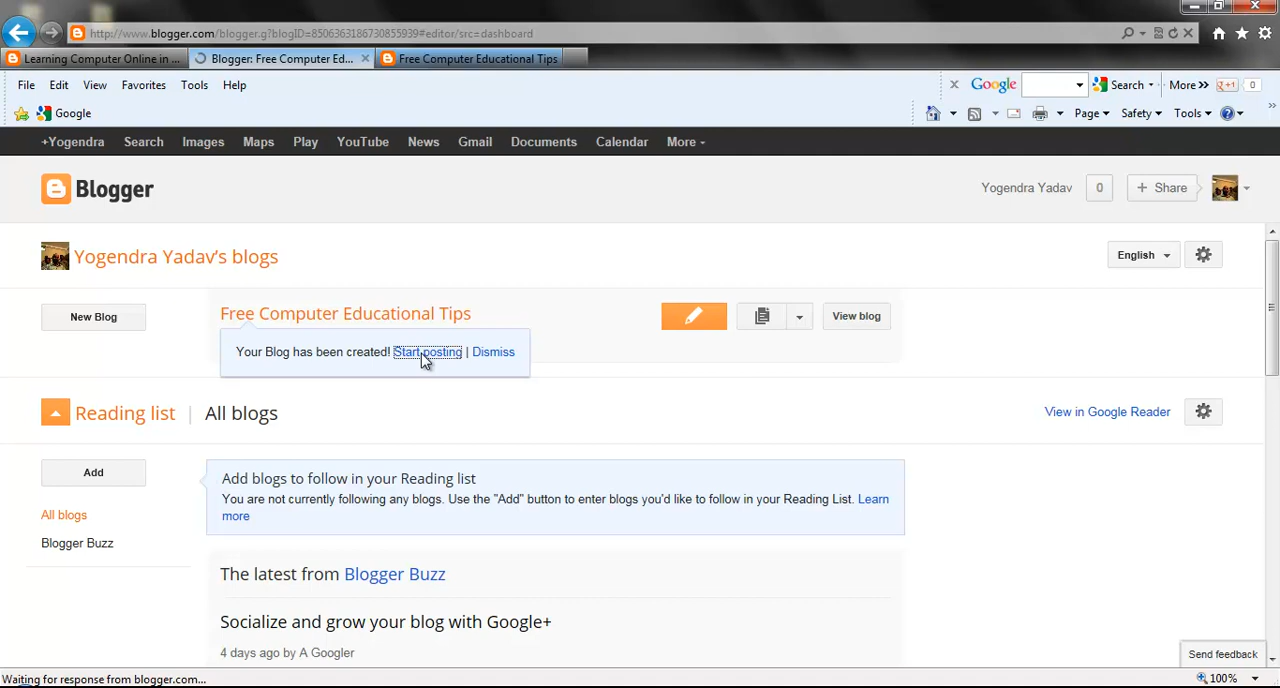 http://www.blogger.com/blogger.g?blogID=8506363186730855939#editor/src=dashboard
Learning Computer Online in ...
Blogger: Free Computer Ed...
Free Computer Educational Tips
File Edit View Favorites Tools Help
Google Search More »  +1 0
Google
Page Safety Tools
+Yogendra Search Images Maps Play YouTube News Gmail Documents Calendar More
Blogger
Yogendra Yadav 0 + Share
Yogendra Yadav's blogs
English
New Blog
Free Computer Educational Tips
View blog
Your Blog has been created! Start posting | Dismiss
Reading list | All blogs
View in Google Reader
Add
Add blogs to follow in your Reading list
You are not currently following any blogs. Use the "Add" button to enter blogs you'd like to follow in your Reading List. Learn
more
All blogs
Blogger Buzz
The latest from Blogger Buzz
Socialize and grow your blog with Google+
4 days ago by A Googler
Send feedback
Waiting for response from blogger.com...
100%